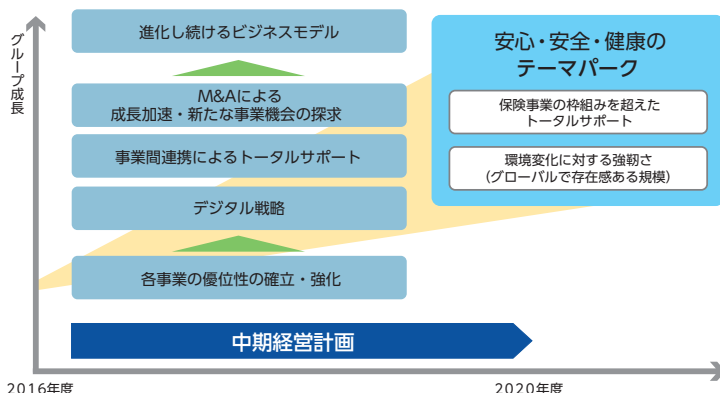 グループ成長
進化し続けるビジネスモデル
M&Aによる
成長加速・新たな事業機会の探求
事業間連携によるトータルサポート
デジタル戦略
各事業の優位性の確立・強化
安心・安全・健康の
テーマパーク
保険事業の枠組みを超えた
トータルサポート
環境変化に対する強靭さ
(グローバルで存在感ある規模)
中期経営計画
2016年度
2020年度